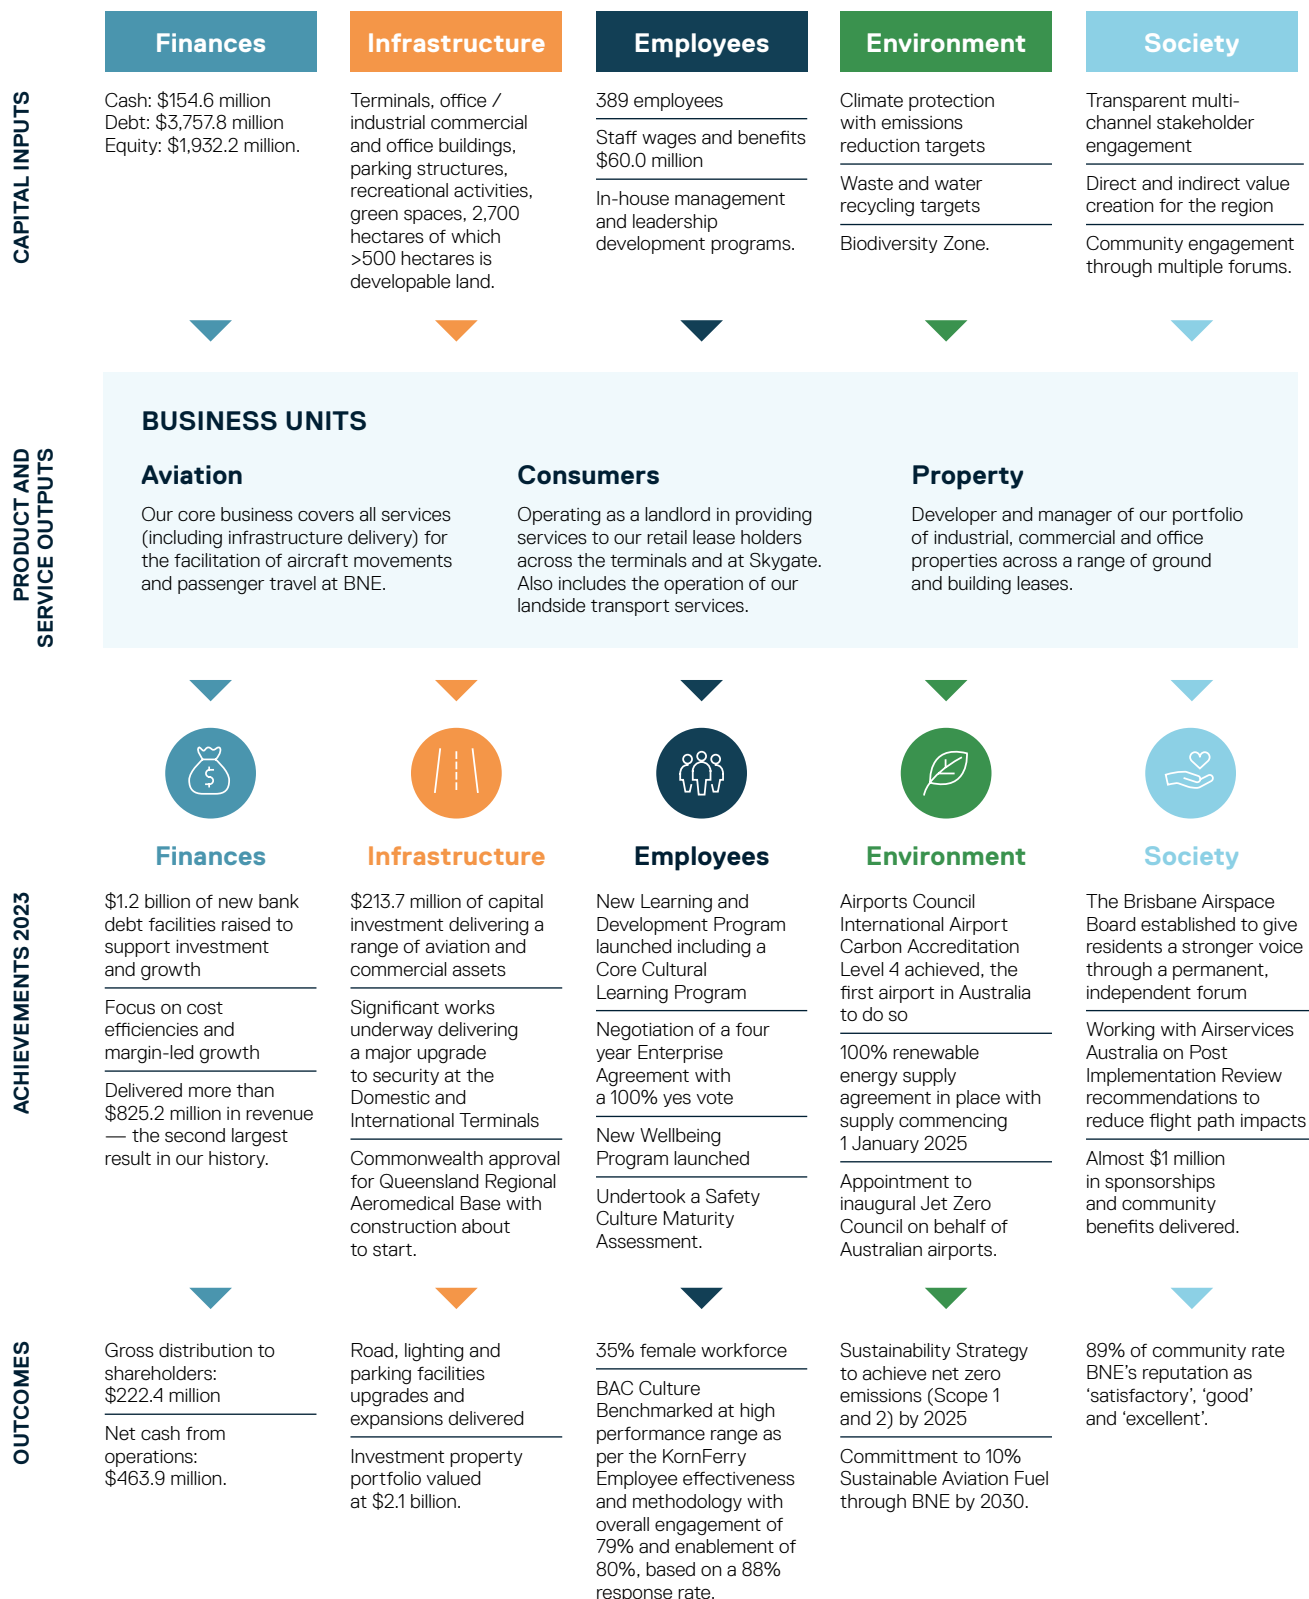 Finances
Infrastructure
Employees
Environment
Society
CAPITAL INPUTS
Cash: $154.6 million
Debt: $3,757.8 million
Equity: $1,932.2 million.
Terminals, office /
industrial commercial
and office buildings,
parking structures,
recreational activities,
green spaces, 2,700
hectares of which
>500 hectares is
developable land.
389 employees
Staff wages and benefits
$60.0 million
In-house management
and leadership
development programs.
Climate protection
with emissions
reduction targets
Waste and water
recycling targets
Biodiversity Zone.
Transparent multi-
channel stakeholder
engagement
Direct and indirect value
creation for the region
Community engagement
through multiple forums.
PRODUCT AND
SERVICE OUTPUTS
BUSINESS UNITS
Aviation
Our core business covers all services
(including infrastructure delivery) for
the facilitation of aircraft movements
and passenger travel at BNE.
Consumers
Operating as a landlord in providing
services to our retail lease holders
across the terminals and at Skygate.
Also includes the operation of our
landside transport services.
Property
Developer and manager of our portfolio
of industrial, commercial and office
properties across a range of ground
and building leases.
ACHIEVEMENTS 2023
Finances
$1.2 billion of new bank
debt facilities raised to
support investment
and growth
Focus on cost
efficiencies and
margin-led growth
Delivered more than
$825.2 million in revenue
— the second largest
result in our history.
Infrastructure
$213.7 million of capital
investment delivering a
range of aviation and
commercial assets
Significant works
underway delivering
a major upgrade
to security at the
Domestic and
International Terminals
Commonwealth approval
for Queensland Regional
Aeromedical Base with
construction about
to start.
Employees
New Learning and
Development Program
launched including a
Core Cultural
Learning Program
Negotiation of a four
year Enterprise
Agreement with
a 100% yes vote
New Wellbeing
Program launched
Undertook a Safety
Culture Maturity
Assessment.
Environment
Airports Council
International Airport
Carbon Accreditation
Level 4 achieved, the
first airport in Australia
to do so
100% renewable
energy supply
agreement in place with
supply commencing
1 January 2025
Appointment to
inaugural Jet Zero
Council on behalf of
Australian airports.
Society
The Brisbane Airspace
Board established to give
residents a stronger voice
through a permanent,
independent forum
Working with Airservices
Australia on Post
Implementation Review
recommendations to
reduce flight path impacts
Almost $1 million
in sponsorships
and community
benefits delivered.
OUTCOMES
Gross distribution to
shareholders:
$222.4 million
Net cash from
operations:
$463.9 million.
Road, lighting and
parking facilities
upgrades and
expansions delivered
Investment property
portfolio valued
at $2.1 billion.
35% female workforce
BAC Culture
Benchmarked at high
performance range as
per the KornFerry
Employee effectiveness
and methodology with
overall engagement of
79% and enablement of
80%, based on a 88%
response rate.
Sustainability Strategy
to achieve net zero
emissions (Scope 1
and 2) by 2025
Committment to 10%
Sustainable Aviation Fuel
through BNE by 2030.
89% of community rate
BNE's reputation as
‘satisfactory’, ‘good’
and ‘excellent’.